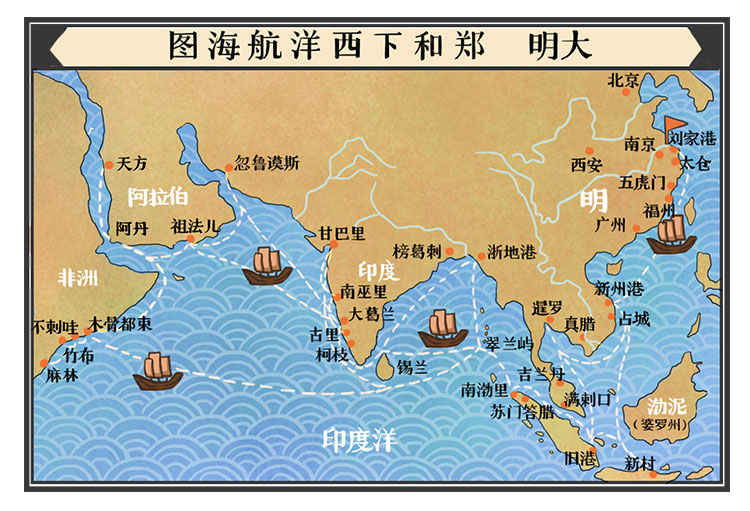 图海航洋西下和郑 明大
北京
刘家港
南京
太仓
西安
天方
忽鲁谟斯
五虎门
阿拉伯
明
福州
阿丹
祖法儿
广州
甘巴里
榜葛剌
浙地港
印度
非洲
南巫里
新州港
大葛兰
暹罗
占城
不剌哇
木骨都束
真腊
古里
翠兰屿
竹布
柯枝
锡兰
麻林
吉兰丹
南渤里
满剌口
渤泥
苏门答腊
(婆罗州)
印度洋
旧港
新村